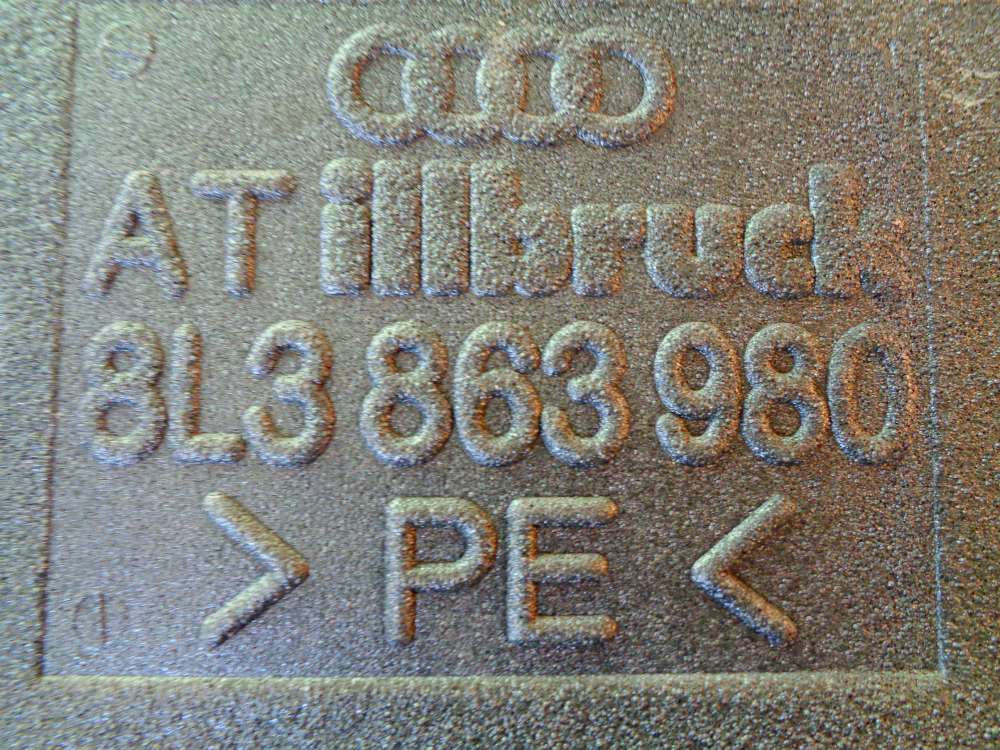 AT illbruck
8L3 863 980
> PE <